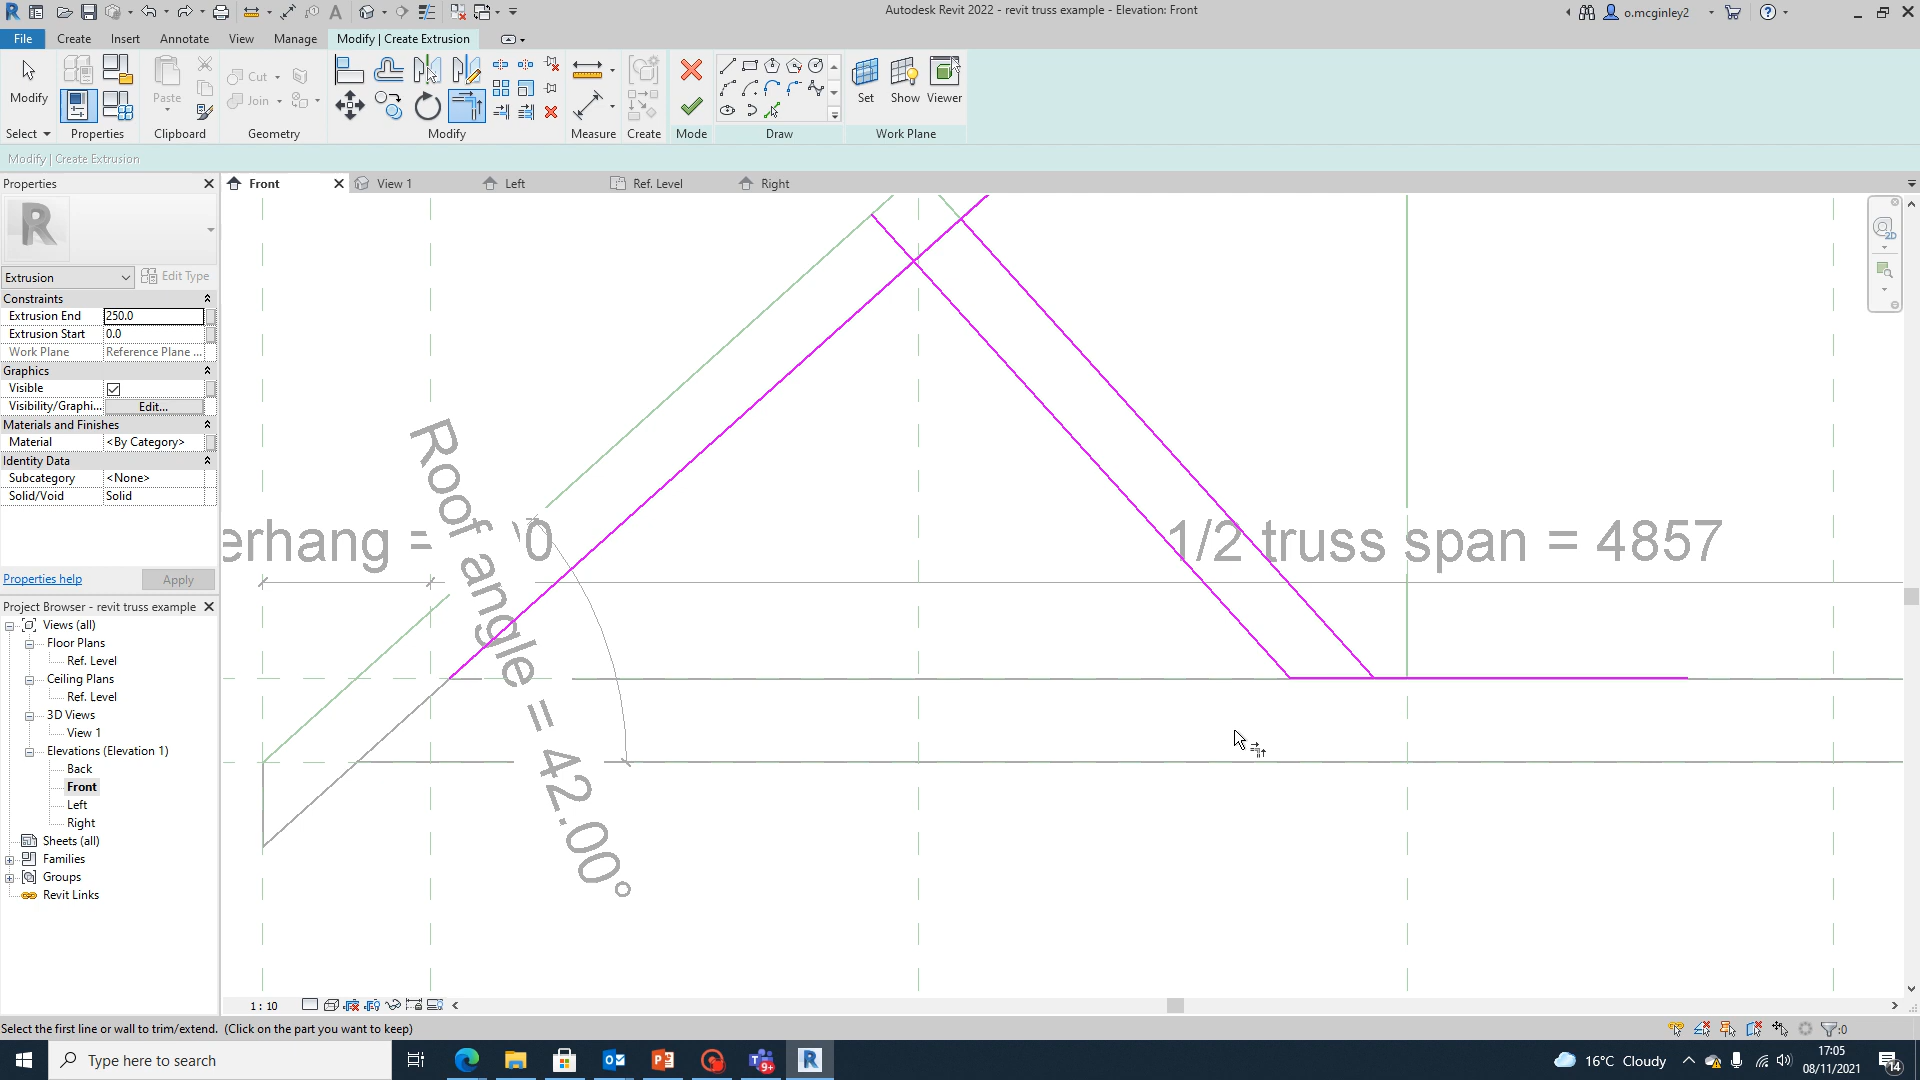 Autodesk Revit 2022 - revit truss example - Elevation: Front
o.mcginley2
File Create Insert Annotate View Manage Modify | Create Extrusion
Modify
Paste
Cut
Join
Set Show Viewer
Select Properties Clipboard Geometry Modify Measure Create Mode Draw Work Plane
Modify | Create Extrusion
Properties
Front View 1 Left Ref. Level Right
R
2D
Extrusion
Edit Type
Constraints
Extrusion End 250.0
Extrusion Start 0.0
Work Plane Reference Plane ...
Graphics
Visible
Visibility/Graphi... Edit...
Materials and Finishes
Material <By Category>
Identity Data
Subcategory <None>
Solid/Void Solid
Properties help Apply
Project Browser - revit truss example
Views (all)
Floor Plans
Ref. Level
Ceiling Plans
Ref. Level
3D Views
View 1
Elevations (Elevation 1)
Back
Front
Left
Right
Sheets (all)
Families
Groups
Revit Links
erhang =
0
Roof angle = 42.00°
1/2 truss span = 4857
1 : 10
Select the first line or wall to trim/extend. (Click on the part you want to keep)
:0
Type here to search
9+
16°C Cloudy
17:05
08/11/2021
14